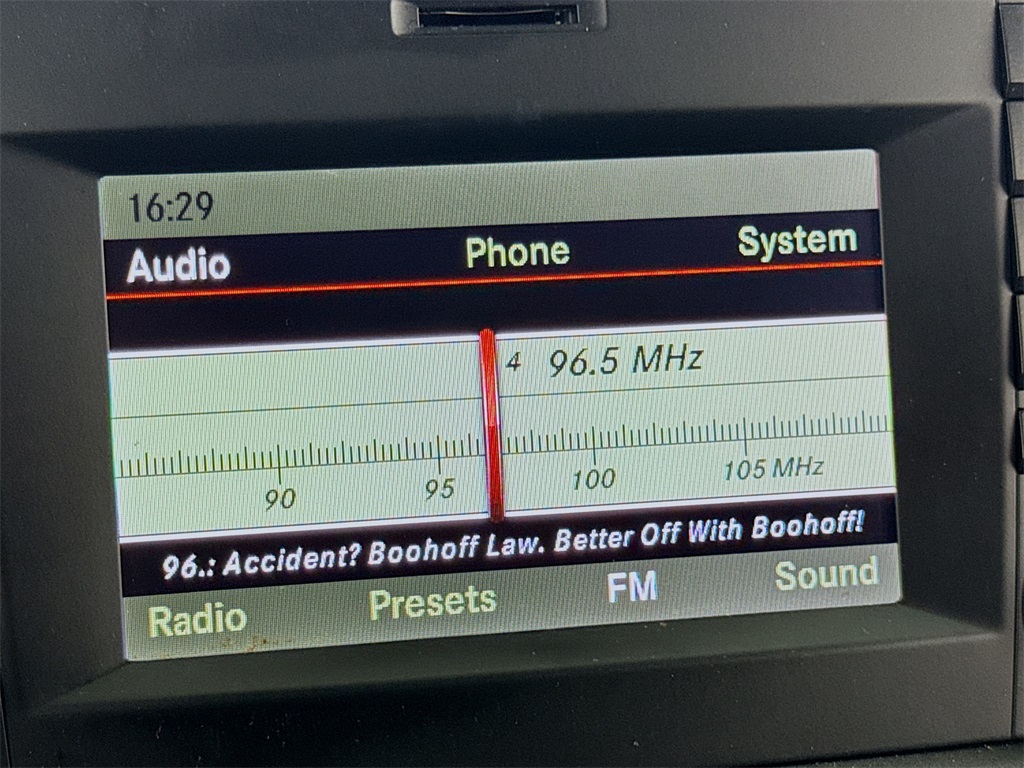 16:29
Audio Phone System
4 96.5 MHz
90 95 100 105 MHz
96.: Accident? Boohoff Law. Better Off With Boohoff!
Radio Presets FM Sound